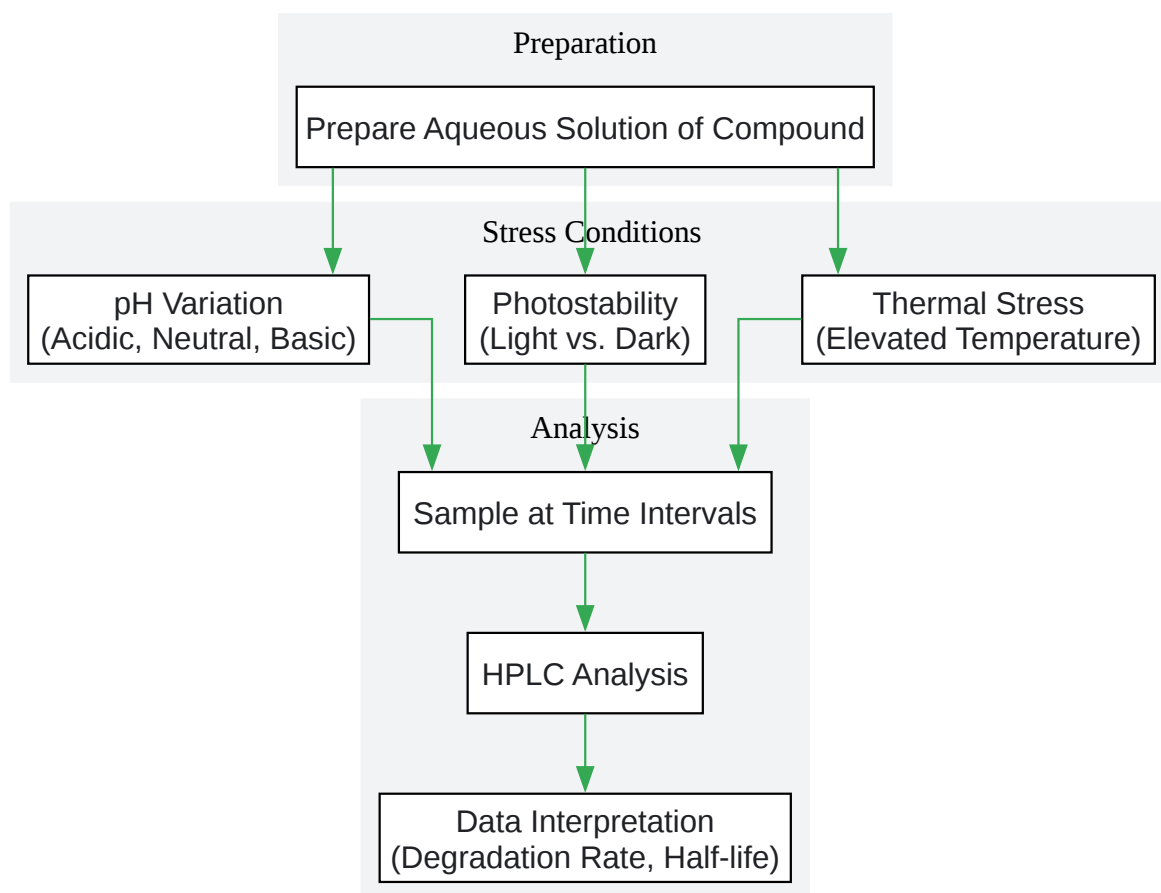 Preparation
Prepare Aqueous Solution of Compound
Stress Conditions
pH Variation
(Acidic, Neutral, Basic)
Photostability
(Light vs. Dark)
Thermal Stress
(Elevated Temperature)
Analysis
Sample at Time Intervals
HPLC Analysis
Data Interpretation
(Degradation Rate, Half-life)